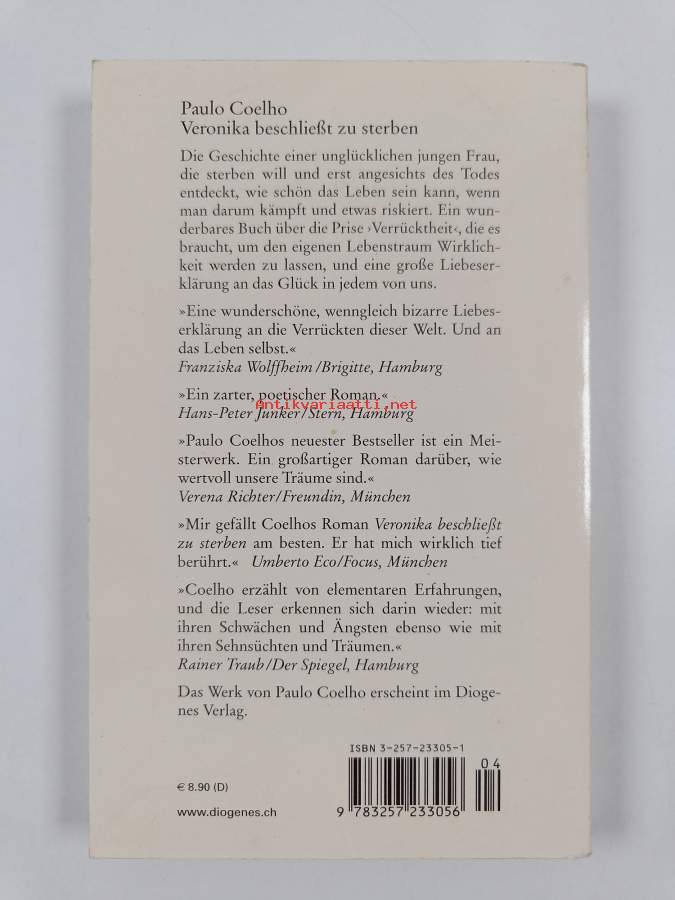 Paulo Coelho
Veronika beschließt zu sterben
Die Geschichte einer unglücklichen jungen Frau,
die sterben will und erst angesichts des Todes
entdeckt, wie schön das Leben sein kann, wenn
man darum kämpft und etwas riskiert. Ein wun-
derbares Buch über die Prise ›Verrücktheit‹, die es
braucht, um den eigenen Lebenstraum Wirklich-
keit werden zu lassen, und eine große Liebeser-
klärung an das Glück in jedem von uns.
»Eine wunderschöne, wenngleich bizarre Liebes-
erklärung an die Verrückten dieser Welt. Und an
das Leben selbst.«
Franziska Wolffheim/Brigitte, Hamburg
»Ein zarter, poetischer Roman.«
Antikvariaatti.net
Hans-Peter Junker/Stern, Hamburg
»Paulo Coelhos neuester Bestseller ist ein Mei-
sterwerk. Ein großartiger Roman darüber, wie
wertvoll unsere Träume sind.«
Verena Richter/Freundin, München
»Mir gefällt Coelhos Roman Veronika beschließt
zu sterben am besten. Er hat mich wirklich tief
berührt.« Umberto Eco/Focus, München
»Coelho erzählt von elementaren Erfahrungen,
und die Leser erkennen sich darin wieder: mit
ihren Schwächen und Ängsten ebenso wie mit
ihren Sehnsüchten und Träumen.«
Rainer Traub/Der Spiegel, Hamburg
Das Werk von Paulo Coelho erscheint im Dioge-
nes Verlag.
ISBN 3-257-23305-1
04
€ 8.90 (D)
www.diogenes.ch
9 783257 233056